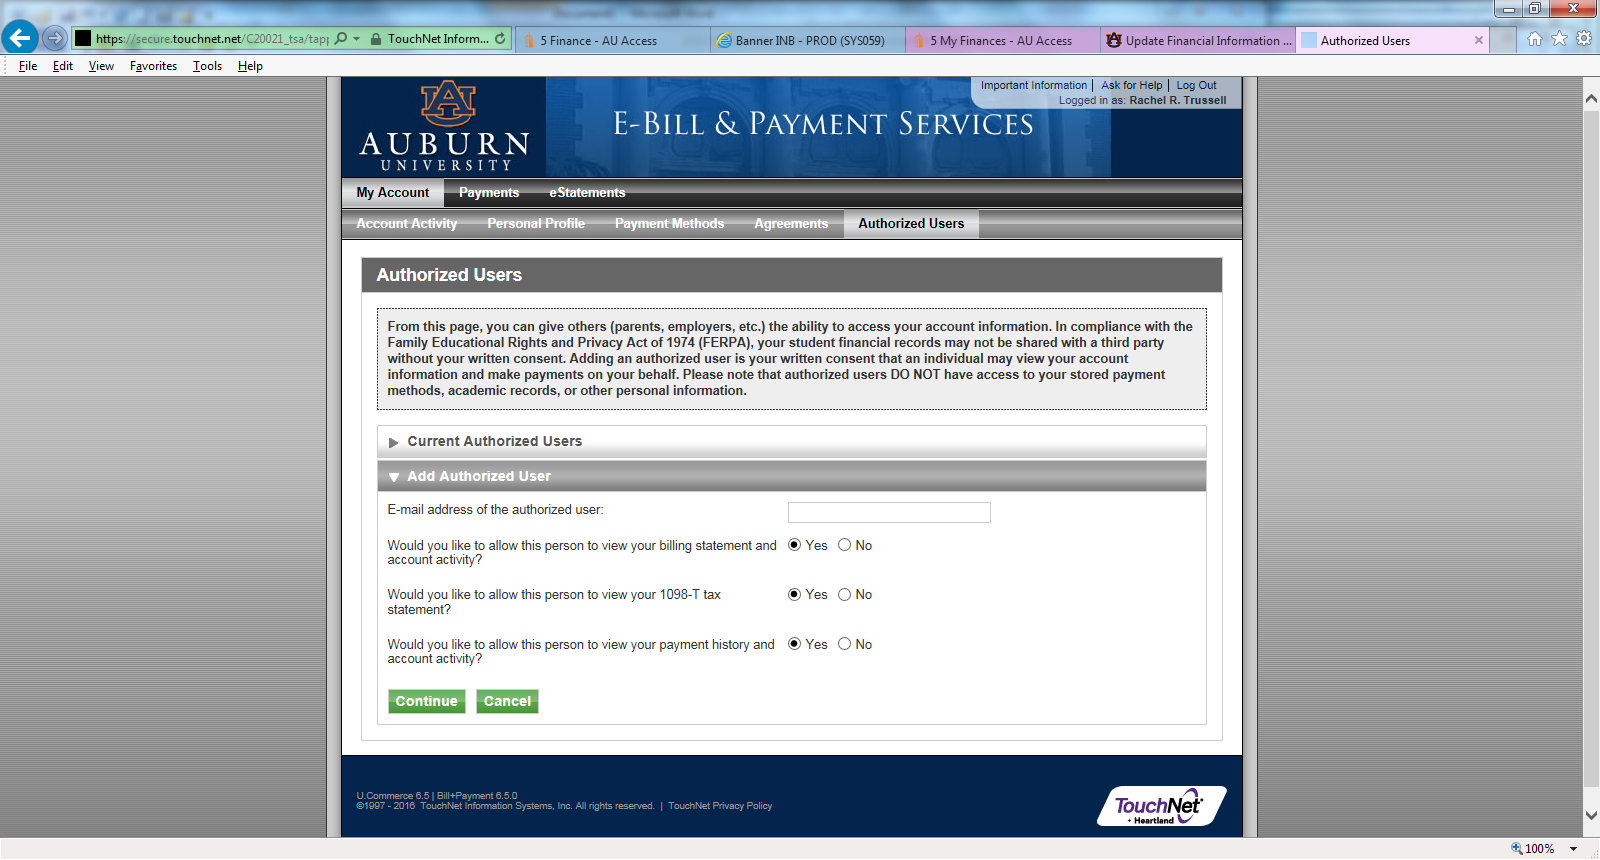 https://secure.touchnet.net/C20021_tsa/tapp
TouchNet Inform...
5 Finance - AU Access
Banner INB - PROD (SYS059)
5 My Finances - AU Access
Update Financial Information ...
Authorized Users
File Edit View Favorites Tools Help
AUBURN
UNIVERSITY
E-BILL & PAYMENT SERVICES
Important Information | Ask for Help | Log Out
Logged in as: Rachel R. Trussell
My Account Payments eStatements
Account Activity Personal Profile Payment Methods Agreements Authorized Users
Authorized Users
From this page, you can give others (parents, employers, etc.) the ability to access your account information. In compliance with the
Family Educational Rights and Privacy Act of 1974 (FERPA), your student financial records may not be shared with a third party
without your written consent. Adding an authorized user is your written consent that an individual may view your account
information and make payments on your behalf. Please note that authorized users DO NOT have access to your stored payment
methods, academic records, or other personal information.
Current Authorized Users
Add Authorized User
E-mail address of the authorized user:
Would you like to allow this person to view your billing statement and
account activity?
Yes No
Would you like to allow this person to view your 1098-T tax
statement?
Yes No
Would you like to allow this person to view your payment history and
account activity?
Yes No
Continue Cancel
U.Commerce 6.5 | Bill+Payment 6.5.0
©1997 - 2016 TouchNet Information Systems, Inc. All rights reserved. | TouchNet Privacy Policy
TouchNet
+ Heartland
100%